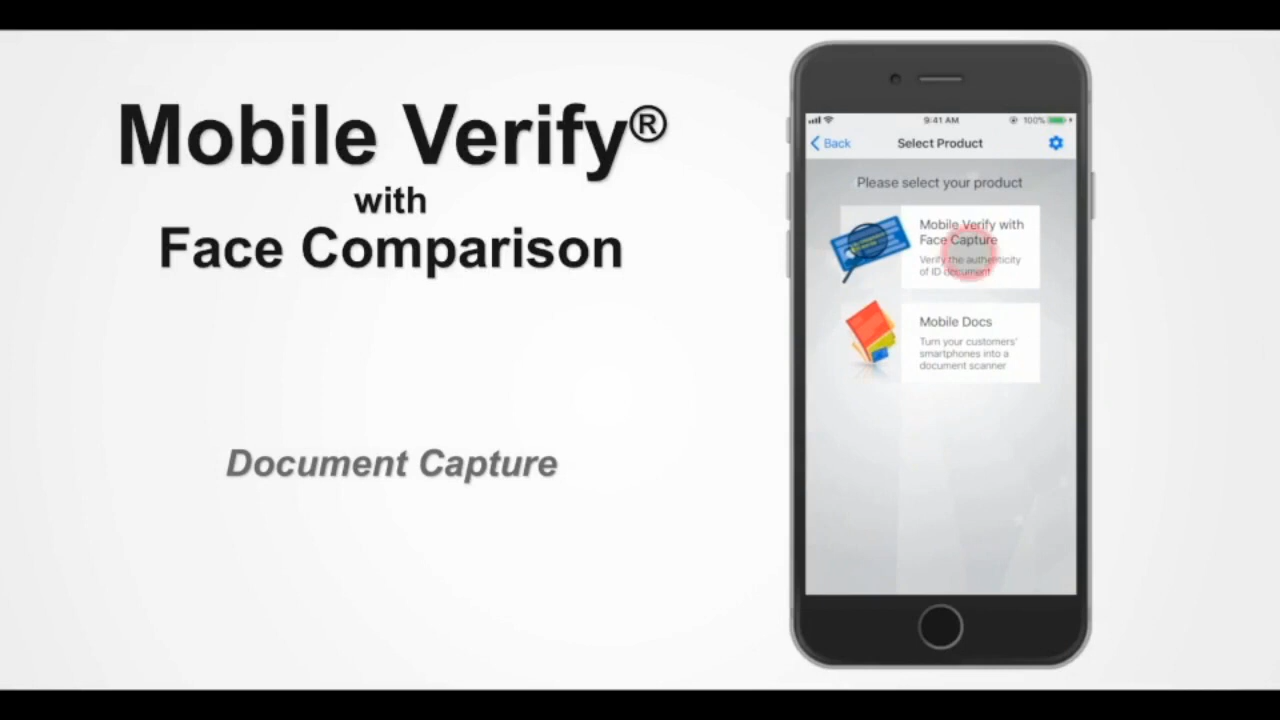 Mobile Verify®
with
Face Comparison
Document Capture
9:41 AM
100%
Back
Select Product
Please select your product
Mobile Verify with
Face Capture
Verify the authenticity
of ID document
Mobile Docs
Turn your customers'
smartphones into a
document scanner